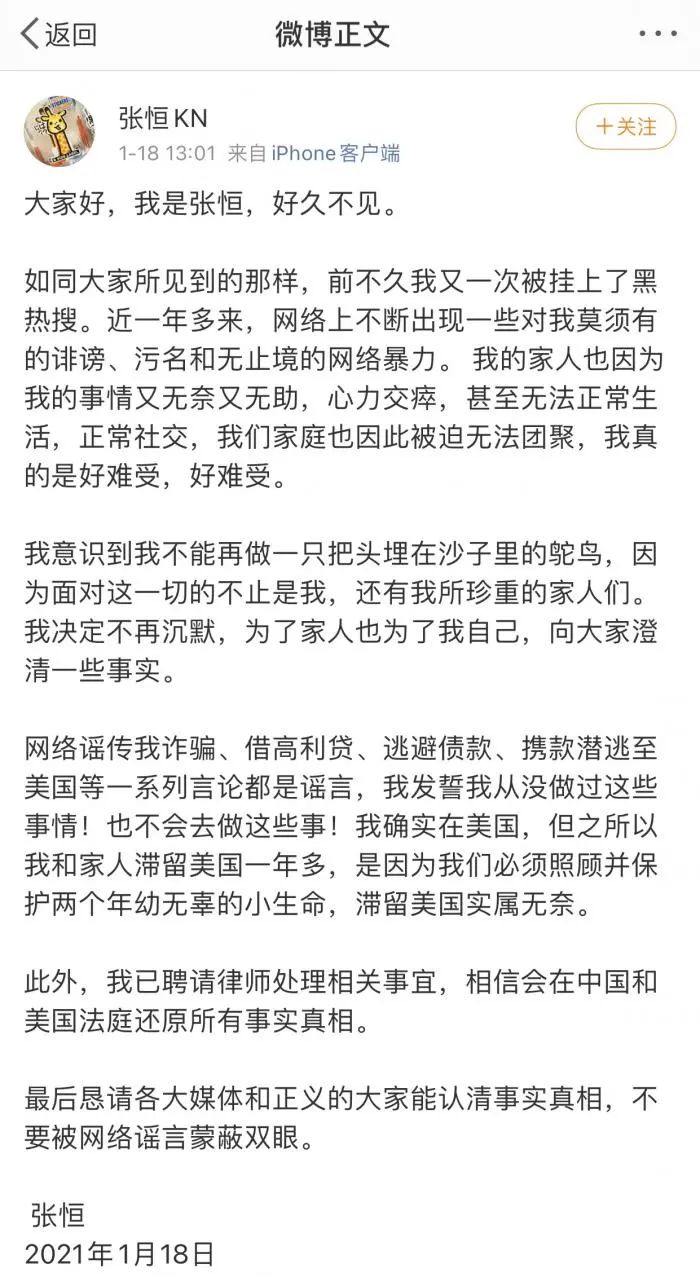 返回
微博正文
张恒KN
+关注
1-18 13:01 来自 iPhone客户端
大家好，我是张恒，好久不见。
如同大家所见到的那样，前不久我又一次被挂上了黑
热搜。近一年多来，网络上不断出现一些对我莫须有
的诽谤、污名和无止境的网络暴力。 我的家人也因为
我的事情又无奈又无助，心力交瘁，甚至无法正常生
活，正常社交，我们家庭也因此被迫无法团聚，我真
的是好难受，好难受。
我意识到我不能再做一只把头埋在沙子里的鸵鸟，因
为面对这一切的不止是我，还有我所珍重的家人们。
我决定不再沉默，为了家人也为了我自己，向大家澄
清一些事实。
网络谣传我诈骗、借高利贷、逃避债款、携款潜逃至
美国等一系列言论都是谣言，我发誓我从没做过这些
事情！也不会去做这些事！我确实在美国，但之所以
我和家人滞留美国一年多，是因为我们必须照顾并保
护两个年幼无辜的小生命，滞留美国实属无奈。
此外，我已聘请律师处理相关事宜，相信会在中国和
美国法庭还原所有事实真相。
最后恳请各大媒体和正义的大家能认清事实真相，不
要被网络谣言蒙蔽双眼。
张恒
2021年1月18日